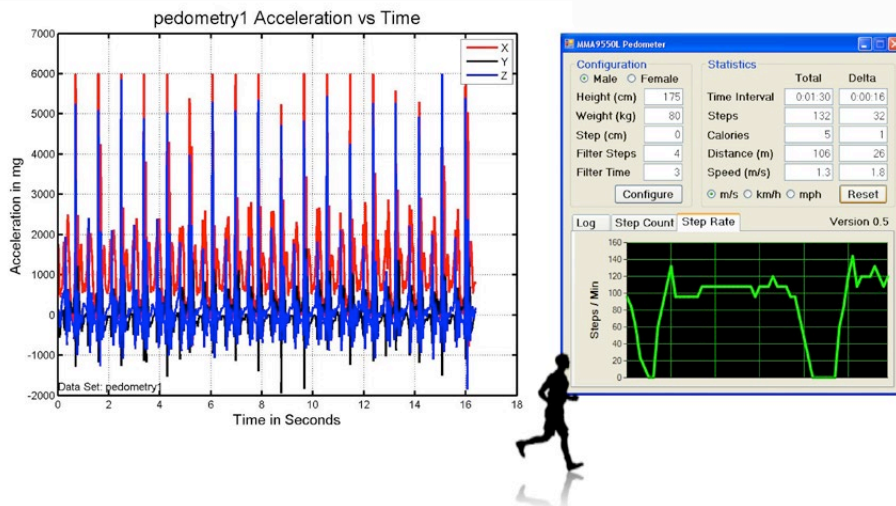 pedometry1 Acceleration vs Time
7000
6000
5000
4000
3000
2000
1000
0
-1000
-2000
Acceleration in mg
X
Y
Z
Data Set: pedometry1
0 2 4 6 8 10 12 14 16 18
Time in Seconds
MMA9550L Pedometer
Configuration
Male Female
Height (cm) 175
Weight (kg) 80
Step (cm) 0
Filter Steps 4
Filter Time 3
Configure
Statistics
Total Delta
Time Interval 0:01:30 0:00:16
Steps 132 32
Calories 5 1
Distance (m) 106 26
Speed (m/s) 1.3 1.8
m/s km/h mph Reset
Log Step Count Step Rate Version 0.5
160
140
120
100
80
60
40
20
0
Steps / Min